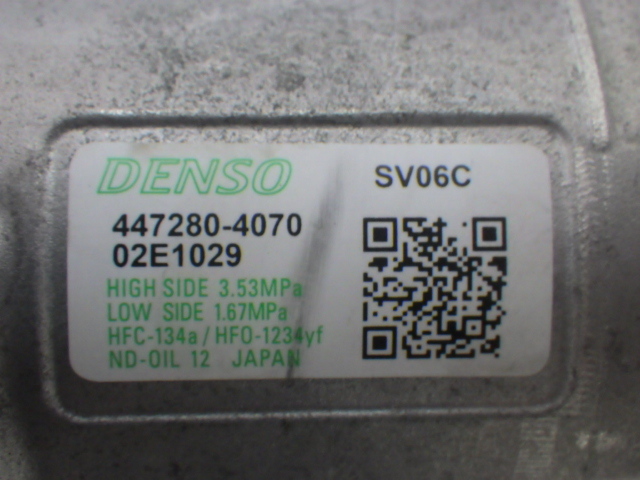 DENSO
SV06C
447280-4070
02E1029
HIGH SIDE 3.53MPa
LOW SIDE 1.67MPa
HFC-134a / HFO-1234yf
ND-OIL 12 JAPAN